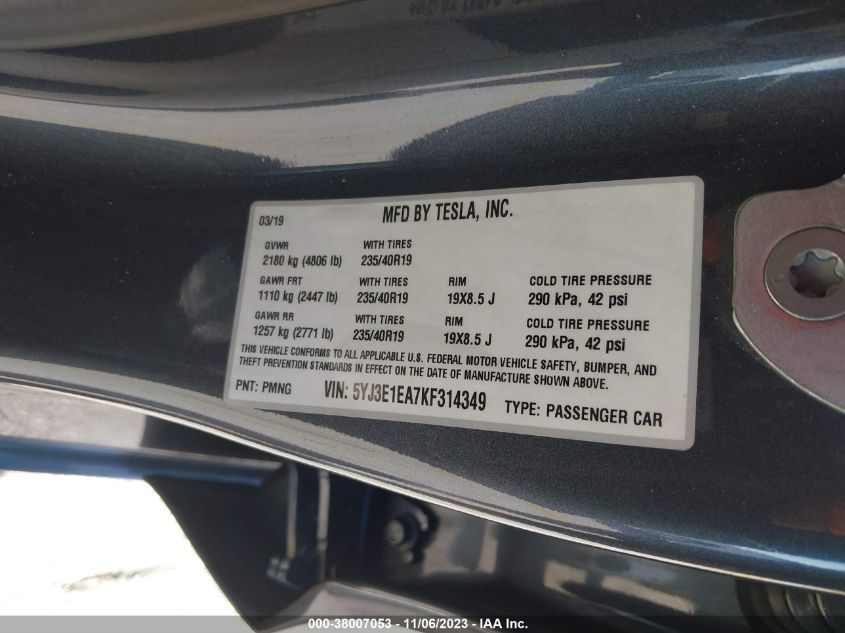 MFD BY TESLA, INC.
03/19
GVWR WITH TIRES
2180 kg (4806 lb) 235/40R19
GAWR FRT WITH TIRES RIM COLD TIRE PRESSURE
1110 kg (2447 lb) 235/40R19 19X8.5 J 290 kPa, 42 psi
GAWR RR WITH TIRES RIM COLD TIRE PRESSURE
1257 kg (2771 lb) 235/40R19 19X8.5 J 290 kPa, 42 psi
THIS VEHICLE CONFORMS TO ALL APPLICABLE U.S. FEDERAL MOTOR VEHICLE SAFETY, BUMPER, AND
THEFT PREVENTION STANDARDS IN EFFECT ON THE DATE OF MANUFACTURE SHOWN ABOVE.
PNT: PMNG VIN: 5YJ3E1EA7KF314349 TYPE: PASSENGER CAR
000-38007053 - 11/06/2023 - IAA Inc.